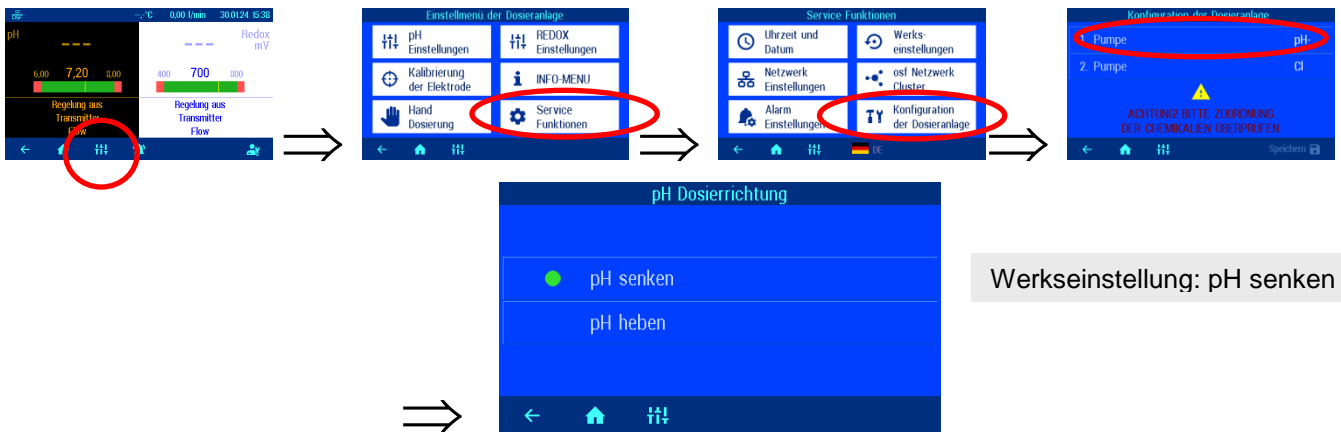 --,-°C 0,00 l/min 30.01.24 15:38
pH
---
6,00 7,20 8,00
Regelung aus
Transmitter
Flow
Redox
mV
---
400 700 800
Regelung aus
Transmitter
Flow
Einstellmenü der Dosieranlage
pH
Einstellungen
REDOX
Einstellungen
Kalibrierung
der Elektrode
INFO-MENU
Hand
Dosierung
Service
Funktionen
Service Funktionen
Uhrzeit und
Datum
Werks-
einstellungen
Netzwerk
Einstellungen
osf Netzwerk
Cluster
Alarm
Einstellungen
Konfiguration
der Dosieranlage
DE
Konfiguration der Dosieranlage
1. Pumpe pH-
2. Pumpe Cl
ACHTUNG! BITTE ZUORDNUNG
DER CHEMIKALIEN ÜBERPRÜFEN
Speichern
pH Dosierrichtung
pH senken
pH heben
Werkseinstellung: pH senken